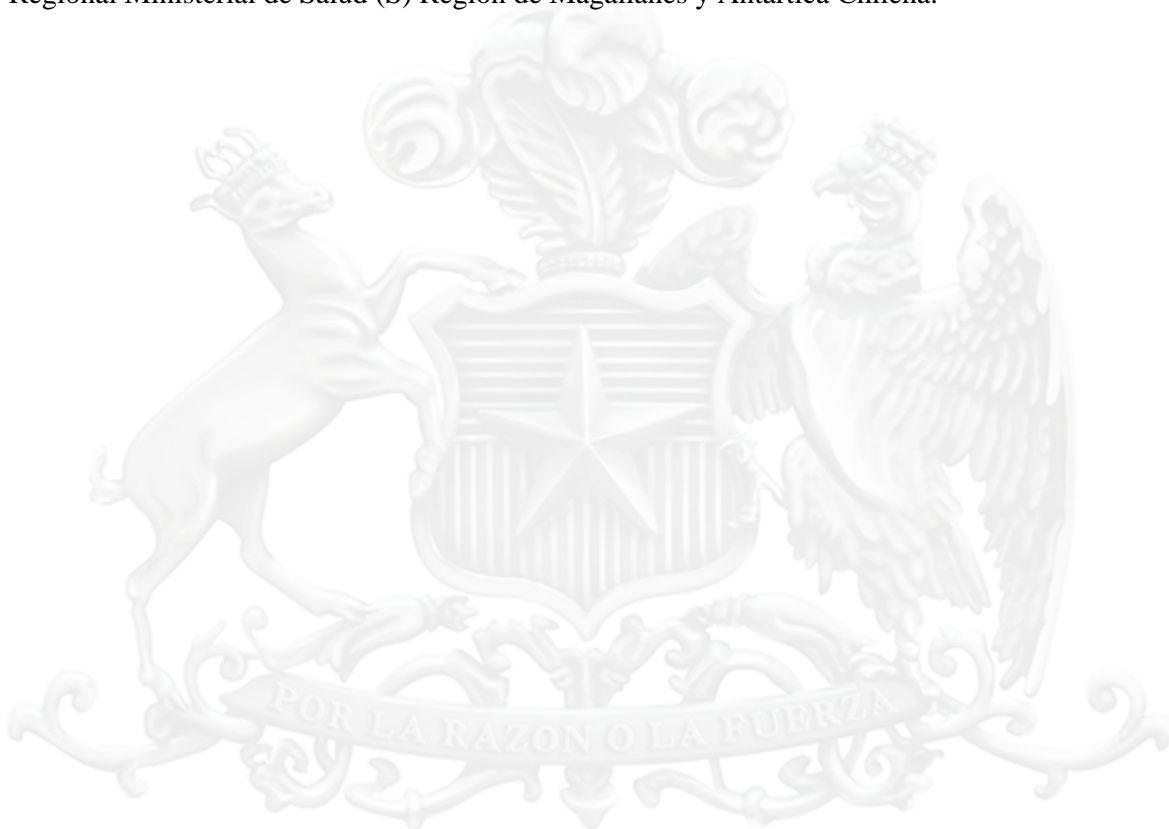 Regional Ministerial de Salud (S) Región de Magallanes y Antártica Chilena.
POR LA RAZON O LA FUERZA